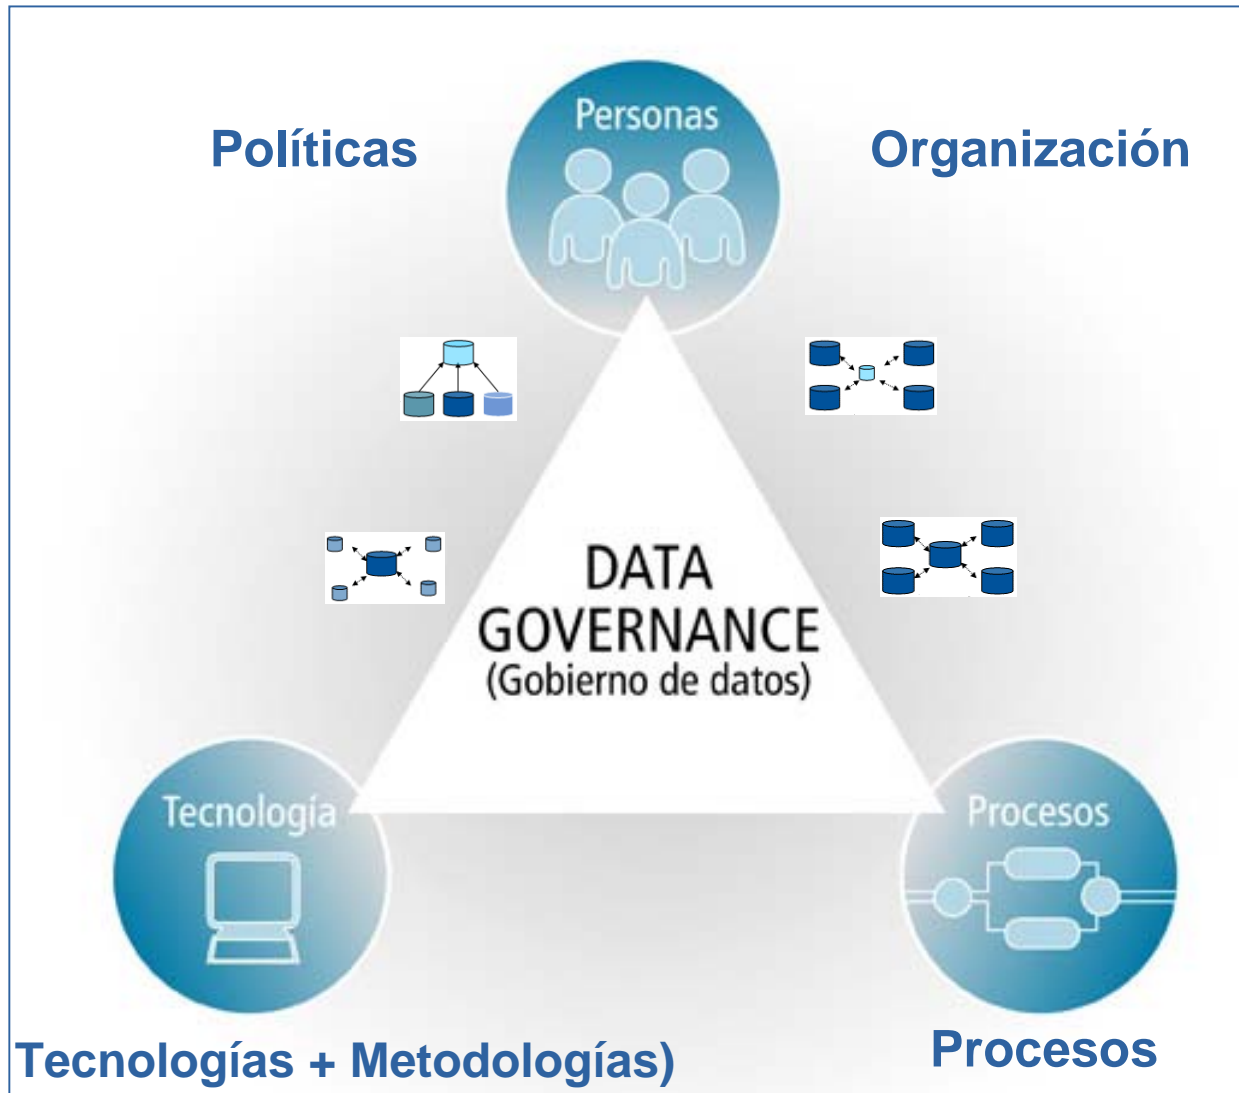 Personas
Políticas
Organización
DATA
GOVERNANCE
(Gobierno de datos)
Tecnología
Procesos
Tecnologías + Metodologías)
Procesos